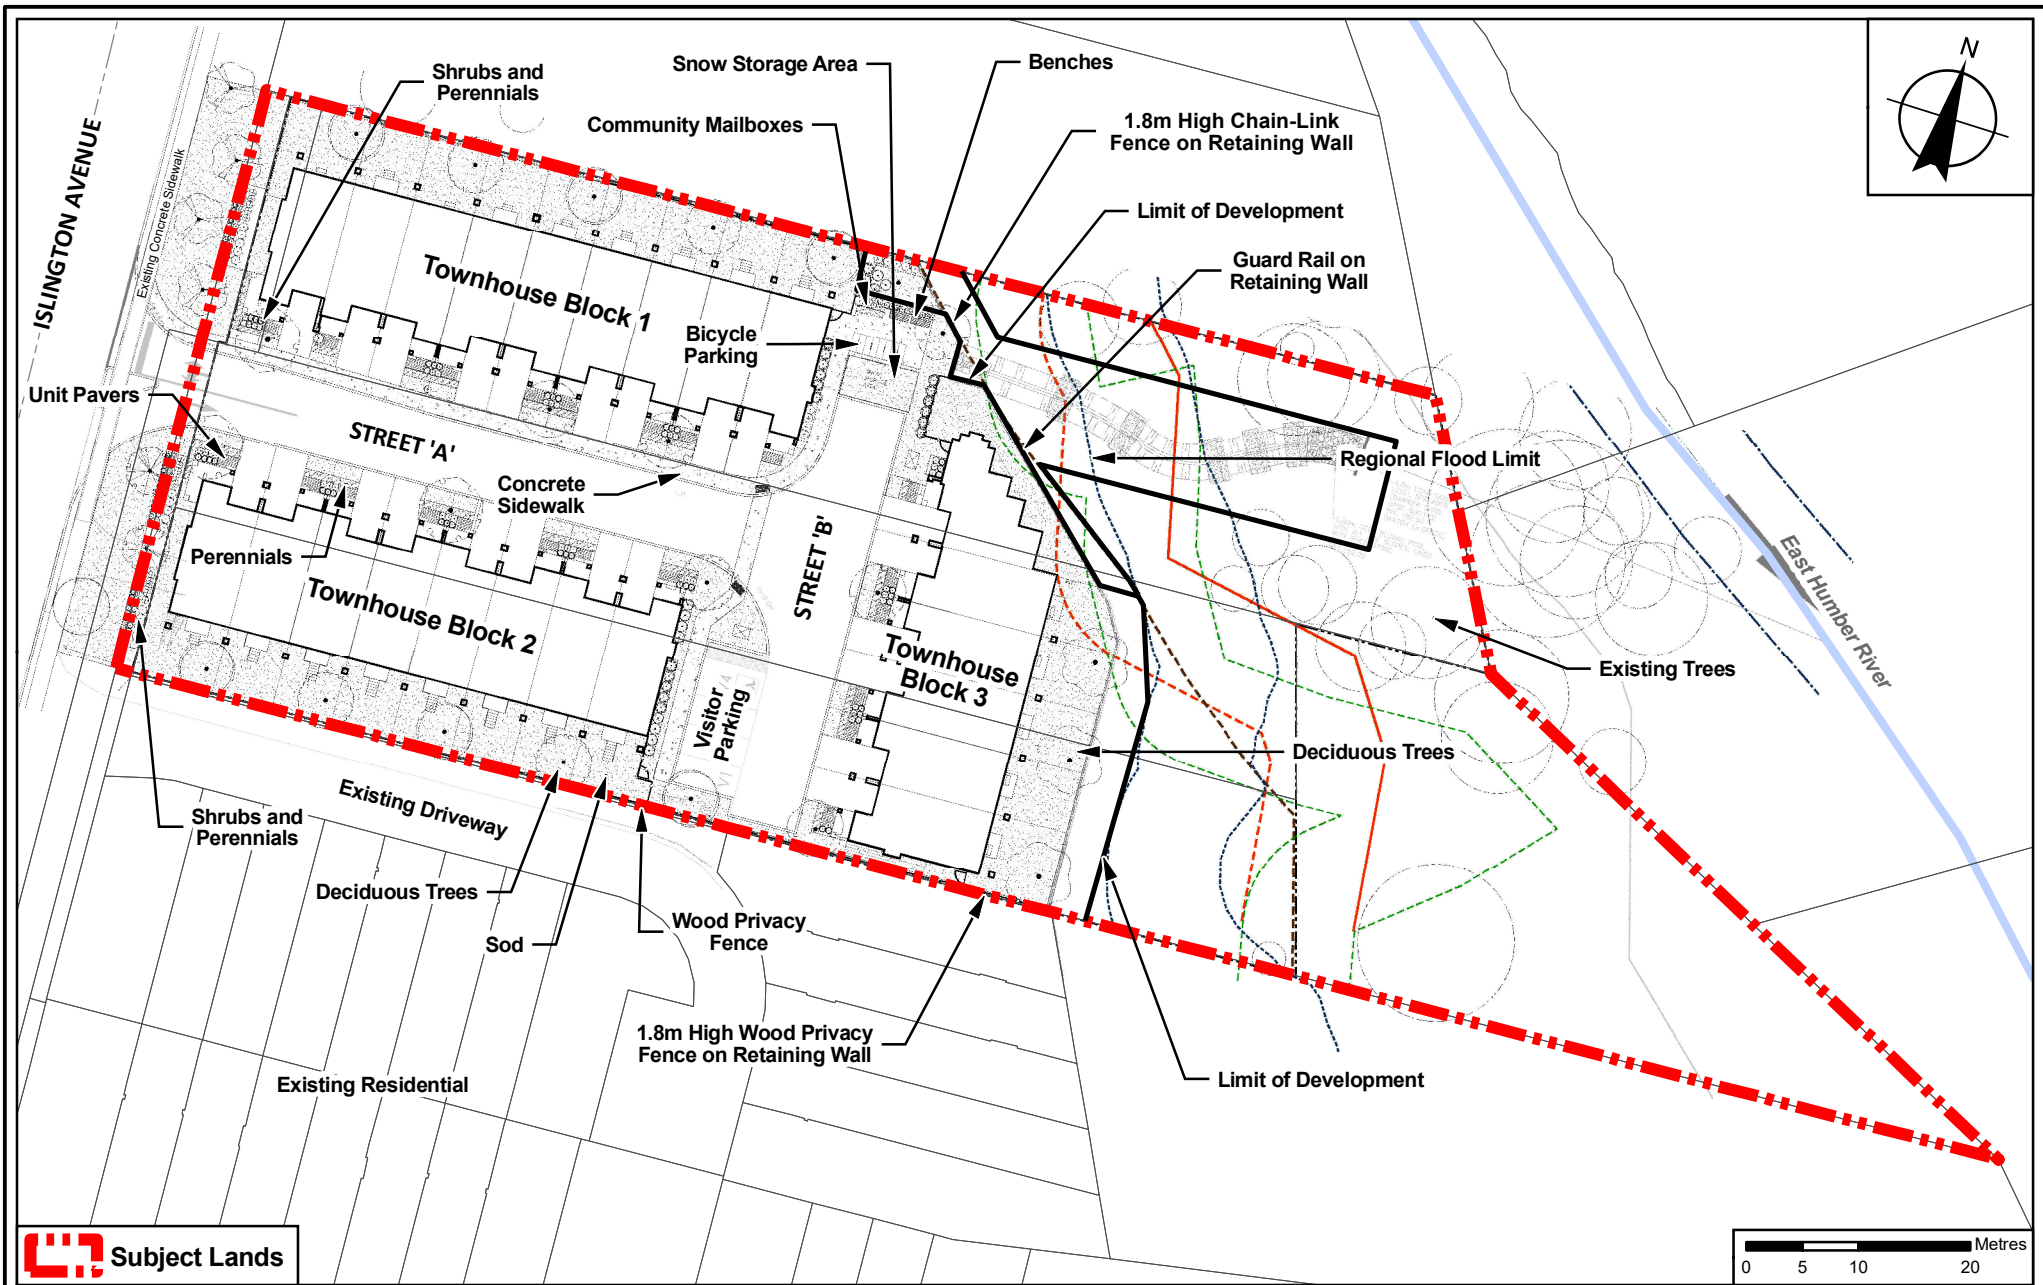 N
Shrubs and
Perennials
Snow Storage Area
Benches
Community Mailboxes
1.8m High Chain-Link
Fence on Retaining Wall
ISLINGTON AVENUE
Existing Concrete Sidewalk
Limit of Development
Guard Rail on
Retaining Wall
Townhouse Block 1
Bicycle
Parking
Unit Pavers
STREET 'A'
Concrete
Sidewalk
Regional Flood Limit
Perennials
Townhouse Block 2
STREET 'B'
Townhouse
Block 3
East Humber River
Existing Trees
Visitor
Parking
14
V1
Deciduous Trees
Existing Driveway
Shrubs and
Perennials
Deciduous Trees
Sod
Wood Privacy
Fence
1.8m High Wood Privacy
Fence on Retaining Wall
Existing Residential
Limit of Development
Subject Lands
Metres
0 5 10 20